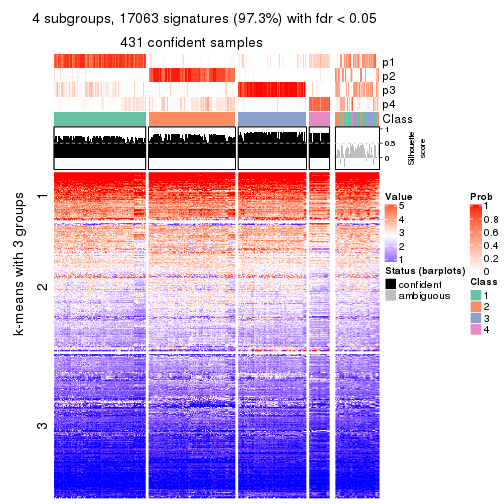 4 subgroups, 17063 signatures (97.3%) with fdr < 0.05
431 confident samples
p1
p2
p3
p4
Class
1
0.5
0
Silhouette
score
k-means with 3 groups
1
2
3
Value
5
4
3
2
1
Status (barplots)
confident
ambiguous
Prob
1
0.8
0.6
0.4
0.2
0
Class
1
2
3
4